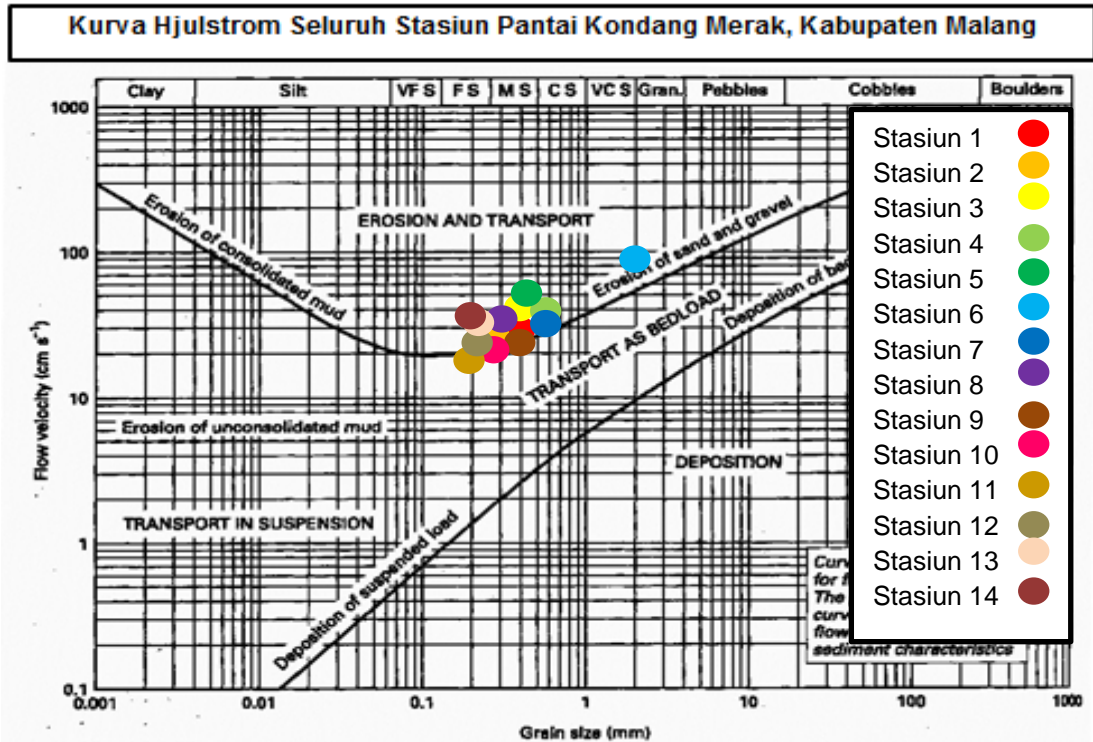 Kurva Hjulstrom Seluruh Stasiun Pantai Kondang Merak, Kabupaten Malang
Clay Silt VF S F S M S C S VC S Gran. Pebbles Cobbles Boulders
1000
100
10
1
0.1
Flow velocity (cm s⁻¹)
Erosion of consolidated mud
EROSION AND TRANSPORT
Erosion of sand and gravel
TRANSPORT AS BEDLOAD
Deposition of
Erosion of unconsolidated mud
DEPOSITION
TRANSPORT IN SUSPENSION
Deposition of suspended load
Stasiun 1
Stasiun 2
Stasiun 3
Stasiun 4
Stasiun 5
Stasiun 6
Stasiun 7
Stasiun 8
Stasiun 9
Stasiun 10
Stasiun 11
Stasiun 12
Stasiun 13
Stasiun 14
for
The
sediment characteristics
0.001 0.01 0.1 1 10 100 1000
Grain size (mm)